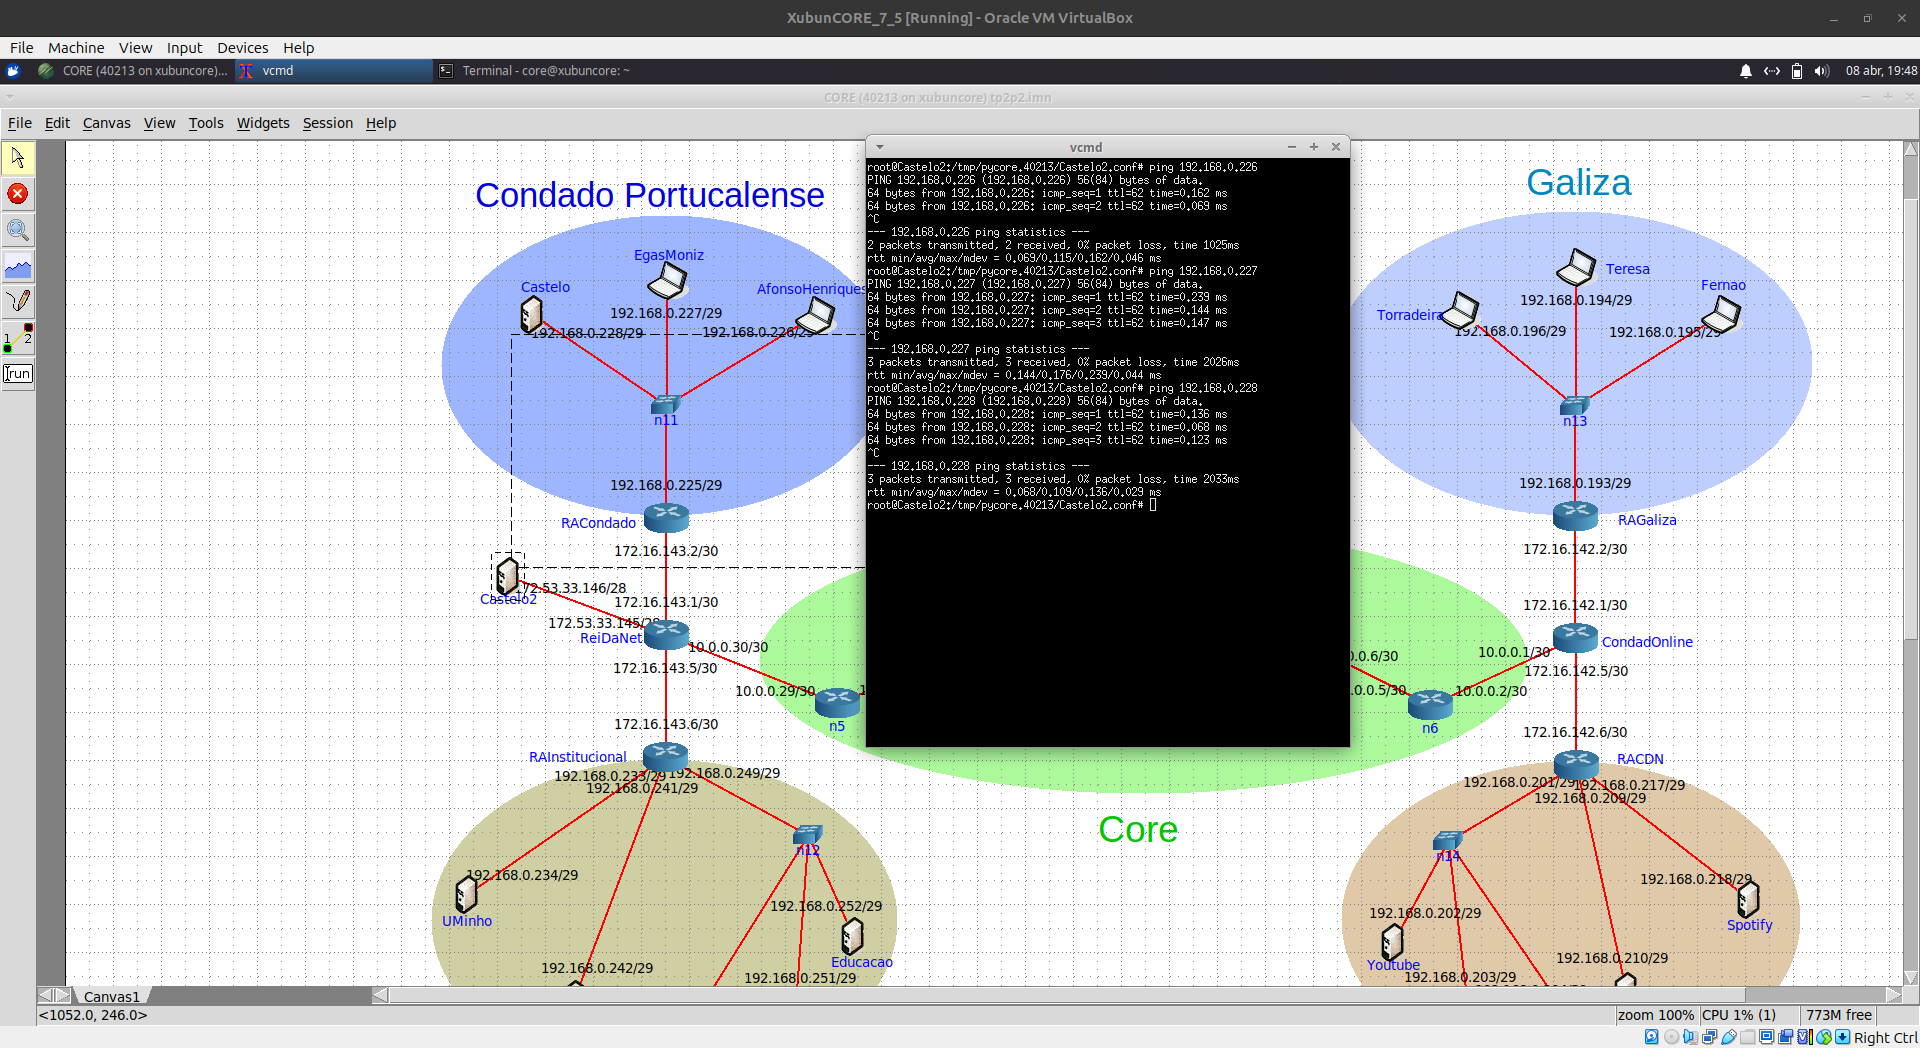 XubunCORE_7_5 [Running] - Oracle VM VirtualBox
File Machine View Input Devices Help
CORE (40213 on xubuncore)... vcmd Terminal - core@xubuncore: ~ 08 abr, 19:48
CORE (40213 on xubuncore) tp2p2.imn
File Edit Canvas View Tools Widgets Session Help
vcmd
root@Castelo2:/tmp/pycore.40213/Castelo2.conf# ping 192.168.0.226
PING 192.168.0.226 (192.168.0.226) 56(84) bytes of data.
64 bytes from 192.168.0.226: icmp_seq=1 ttl=62 time=0.162 ms
64 bytes from 192.168.0.226: icmp_seq=2 ttl=62 time=0.069 ms
^C
--- 192.168.0.226 ping statistics ---
2 packets transmitted, 2 received, 0% packet loss, time 1025ms
rtt min/avg/max/mdev = 0.069/0.115/0.162/0.046 ms
root@Castelo2:/tmp/pycore.40213/Castelo2.conf# ping 192.168.0.227
PING 192.168.0.227 (192.168.0.227) 56(84) bytes of data.
64 bytes from 192.168.0.227: icmp_seq=1 ttl=62 time=0.239 ms
64 bytes from 192.168.0.227: icmp_seq=2 ttl=62 time=0.144 ms
64 bytes from 192.168.0.227: icmp_seq=3 ttl=62 time=0.147 ms
^C
--- 192.168.0.227 ping statistics ---
3 packets transmitted, 3 received, 0% packet loss, time 2026ms
rtt min/avg/max/mdev = 0.144/0.176/0.239/0.044 ms
root@Castelo2:/tmp/pycore.40213/Castelo2.conf# ping 192.168.0.228
PING 192.168.0.228 (192.168.0.228) 56(84) bytes of data.
64 bytes from 192.168.0.228: icmp_seq=1 ttl=62 time=0.136 ms
64 bytes from 192.168.0.228: icmp_seq=2 ttl=62 time=0.068 ms
64 bytes from 192.168.0.228: icmp_seq=3 ttl=62 time=0.123 ms
^C
--- 192.168.0.228 ping statistics ---
3 packets transmitted, 3 received, 0% packet loss, time 2033ms
rtt min/avg/max/mdev = 0.068/0.109/0.136/0.029 ms
root@Castelo2:/tmp/pycore.40213/Castelo2.conf#
Condado Portucalense
EgasMoniz
Castelo
AfonsoHenriques
192.168.0.227/29
192.168.0.228/29
192.168.0.226/29
n11
192.168.0.225/29
RACondado
172.16.143.2/30
72.53.33.146/28
Castelo2
172.16.143.1/30
172.53.33.145/28
ReiDaNet
10.0.0.30/30
172.16.143.5/30
10.0.0.29/30
n5
172.16.143.6/30
RAInstitucional
192.168.0.233/29
192.168.0.249/29
192.168.0.241/29
n12
192.168.0.234/29
UMinho
192.168.0.252/29
Educacao
192.168.0.242/29
192.168.0.251/29
Core
Galiza
Teresa
Fernao
Torradeira
192.168.0.194/29
192.168.0.196/29
192.168.0.195/29
n13
192.168.0.193/29
RAGaliza
172.16.142.2/30
172.16.142.1/30
CondadOnline
10.0.0.1/30
0.0.6/30
172.16.142.5/30
.0.0.5/30
10.0.0.2/30
n6
172.16.142.6/30
RACDN
192.168.0.201/29
192.168.0.217/29
192.168.0.209/29
n14
192.168.0.218/29
Spotify
192.168.0.202/29
Youtube
192.168.0.210/29
192.168.0.203/29
run
2
1
Canvas1
<1052.0, 246.0> zoom 100% CPU 1% (1) 773M free
Right Ctrl